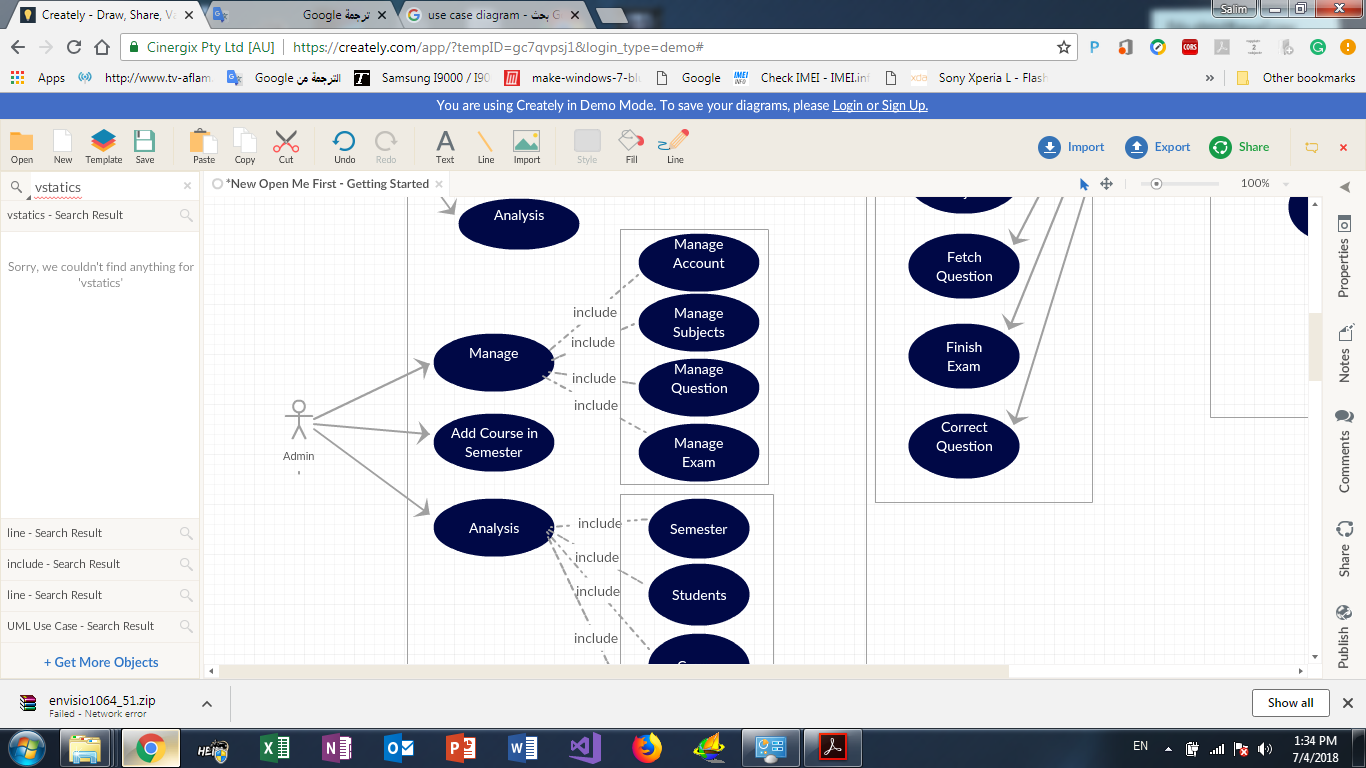 Creately - Draw, Share, Va
ترجمة Google
use case diagram - بحث G
Salim
Cinergix Pty Ltd [AU]
https://creately.com/app/?tempID=gc7qvpsj1&login_type=demo#
Apps
http://www.tv-aflam
الترجمة من Google
Samsung I9000 / I90
make-windows-7-bl
Google
Check IMEI - IMEI.inf
Sony Xperia L - Flash
»
Other bookmarks
You are using Creately in Demo Mode. To save your diagrams, please Login or Sign Up.
Open
New
Template
Save
Paste
Copy
Cut
Undo
Redo
Text
Line
Import
Style
Fill
Line
Import
Export
Share
vstatics
*New Open Me First - Getting Started
100%
vstatics - Search Result
Sorry, we couldn't find anything for
'vstatics'
line - Search Result
include - Search Result
line - Search Result
UML Use Case - Search Result
+ Get More Objects
Analysis
Manage
Account
Manage
Subjects
Manage
Question
Manage
Exam
include
include
include
include
Manage
Add Course in
Semester
Admin
Analysis
include
include
include
include
Semester
Students
Fetch
Question
Finish
Exam
Correct
Question
Properties
Notes
Comments
Share
Publish
envisio1064_51.zip
Failed - Network error
Show all
EN
1:34 PM
7/4/2018